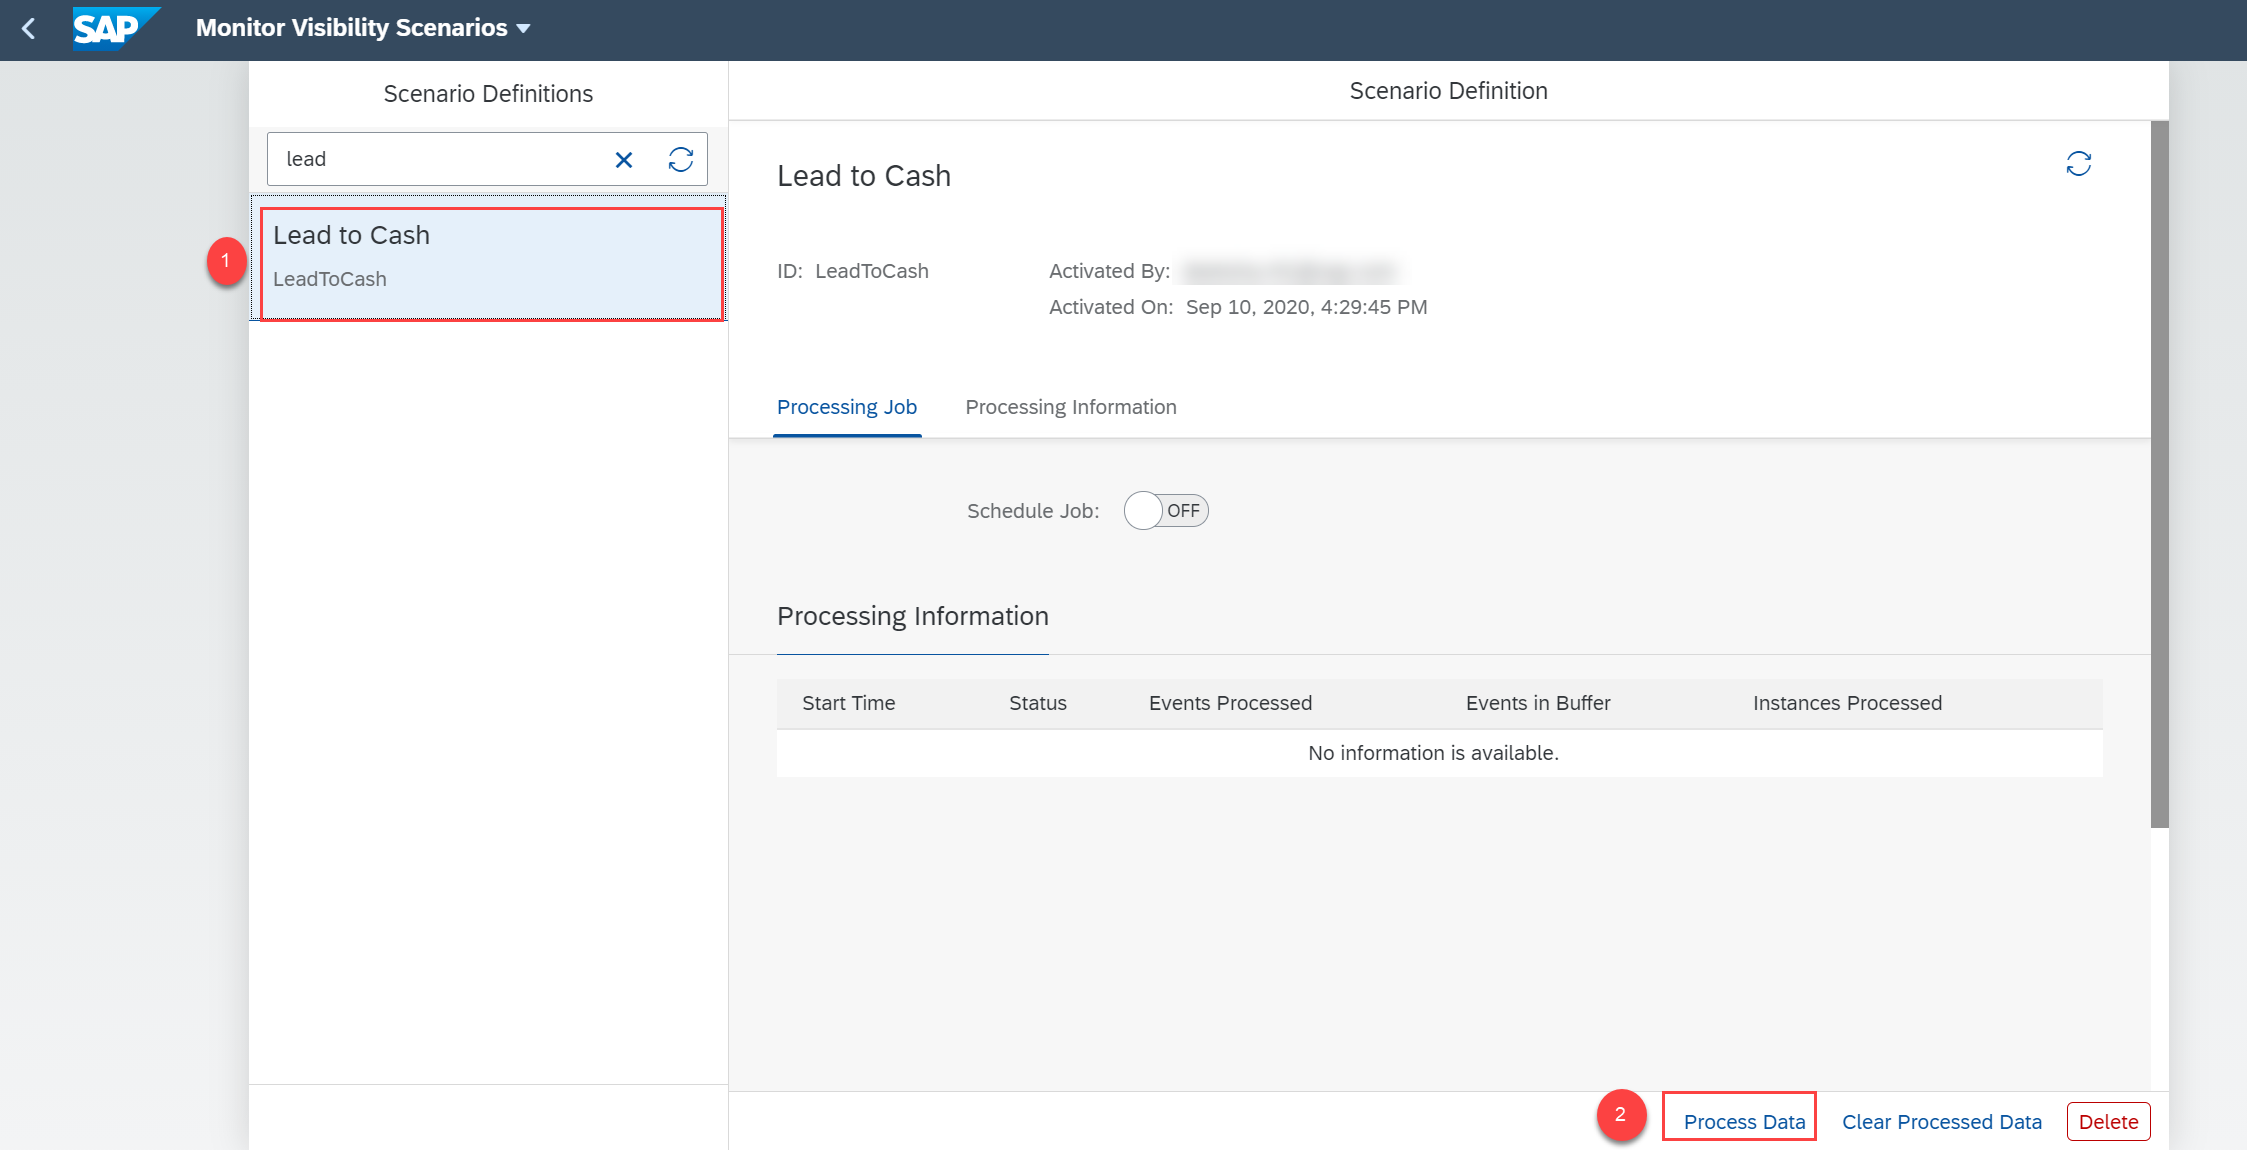 SAP Monitor Visibility Scenarios
Scenario Definitions
lead
1
Lead to Cash
LeadToCash
Scenario Definition
Lead to Cash
ID: LeadToCash
Activated By:
Activated On: Sep 10, 2020, 4:29:45 PM
Processing Job Processing Information
Schedule Job: OFF
Processing Information
Start Time Status Events Processed Events in Buffer Instances Processed
No information is available.
2 Process Data Clear Processed Data Delete